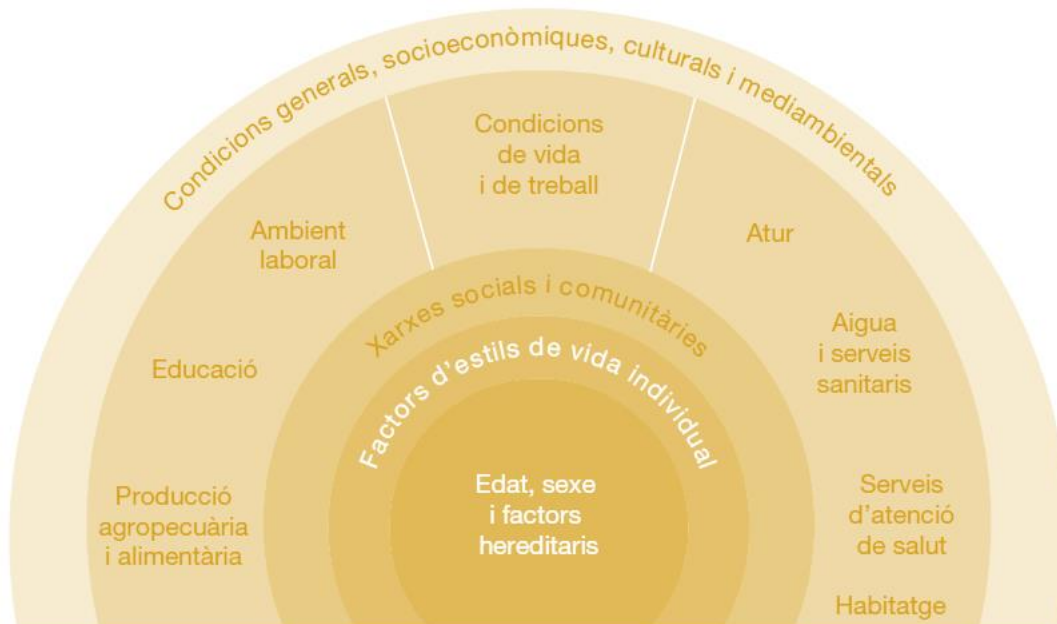 Condicions generals, socioeconòmiques, culturals i mediambientals
Condicions
de vida
i de treball
Ambient
laboral
Atur
Xarxes socials i comunitàries
Aigua
i serveis
sanitaris
Educació
Factors d'estils de vida individual
Edat, sexe
i factors
hereditaris
Producció
agropecuària
i alimentària
Serveis
d'atenció
de salut
Habitatge